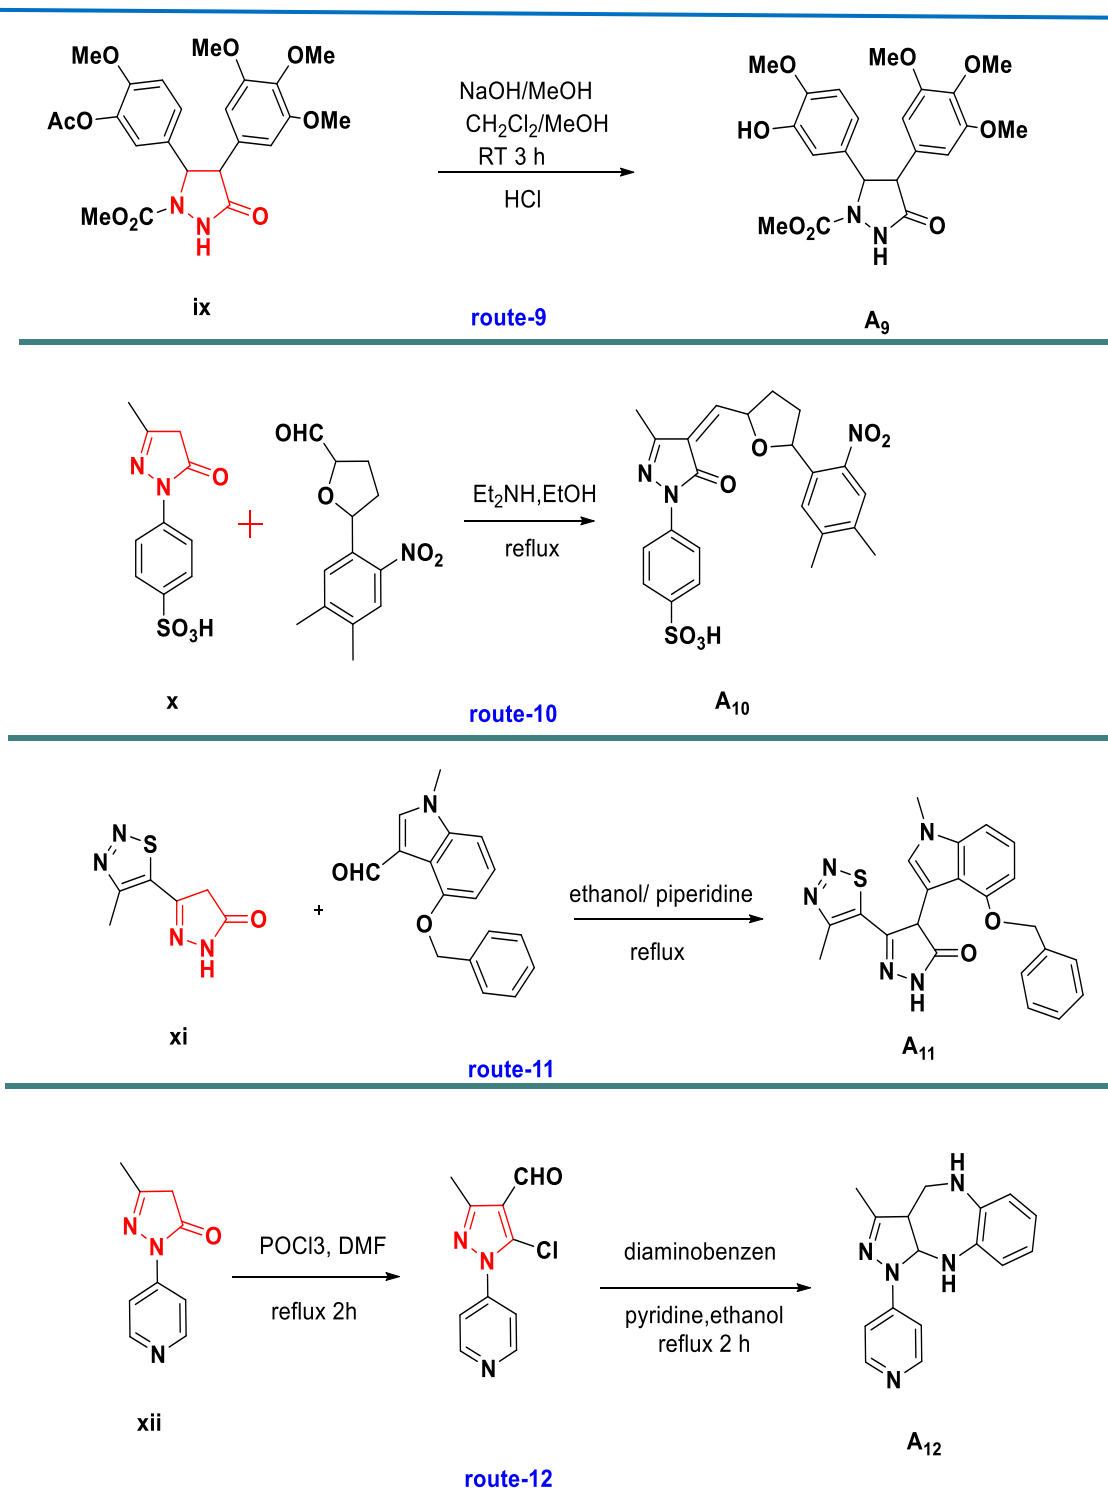 MeO MeO OMe
AcO OMe
MeO₂C N N H O
NaOH/MeOH
CH₂Cl₂/MeOH
RT 3 h
HCl
MeO MeO OMe
HO OMe
MeO₂C N N H O
ix
route-9
A₉
N N O
SO₃H
+
OHC
O
NO₂
Et₂NH,EtOH
reflux
O
NO₂
N N O
SO₃H
x
route-10
A₁₀
N N S
N N H O
+
N
OHC
O
ethanol/ piperidine
reflux
N
N N S
O
N N H O
xi
route-11
A₁₁
N N O
N
POCl3, DMF
reflux 2h
CHO
N N Cl
N
diaminobenzen
pyridine,ethanol
reflux 2 h
H N
N N N H
N
xii
route-12
A₁₂